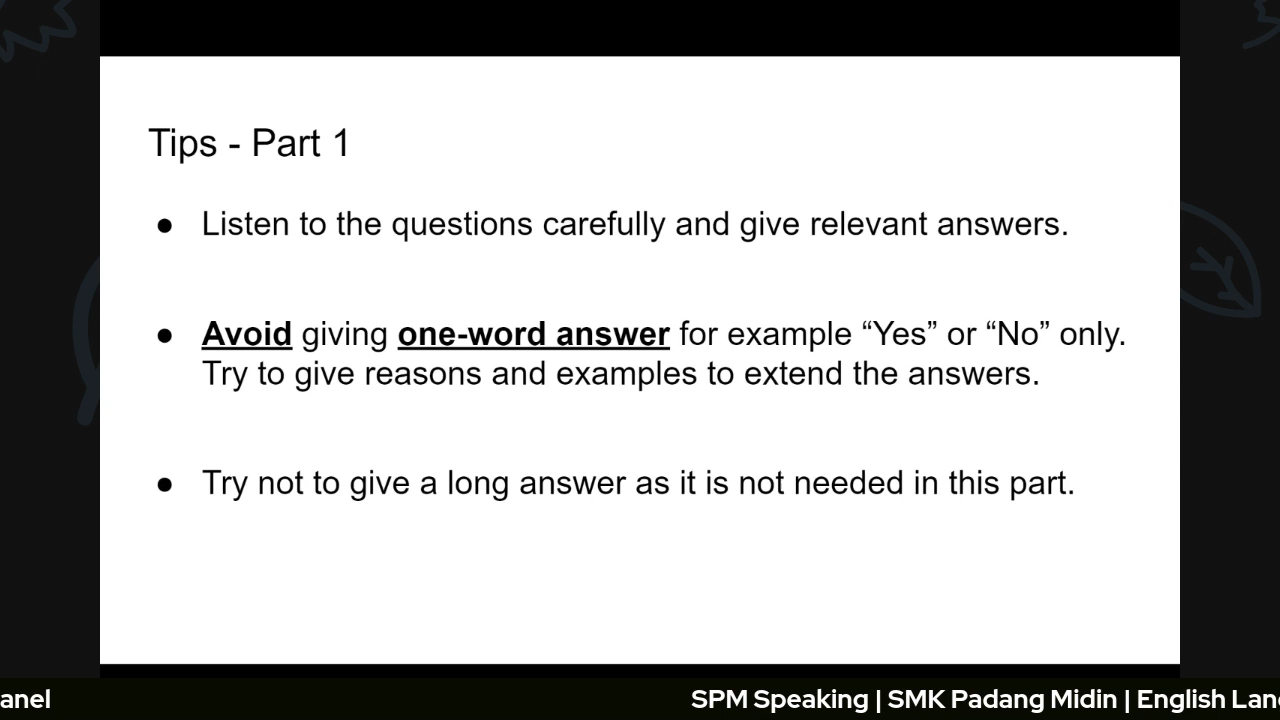 Tips - Part 1
● Listen to the questions carefully and give relevant answers.
● Avoid giving one-word answer for example “Yes” or “No” only.
Try to give reasons and examples to extend the answers.
● Try not to give a long answer as it is not needed in this part.
SPM Speaking | SMK Padang Midin | English